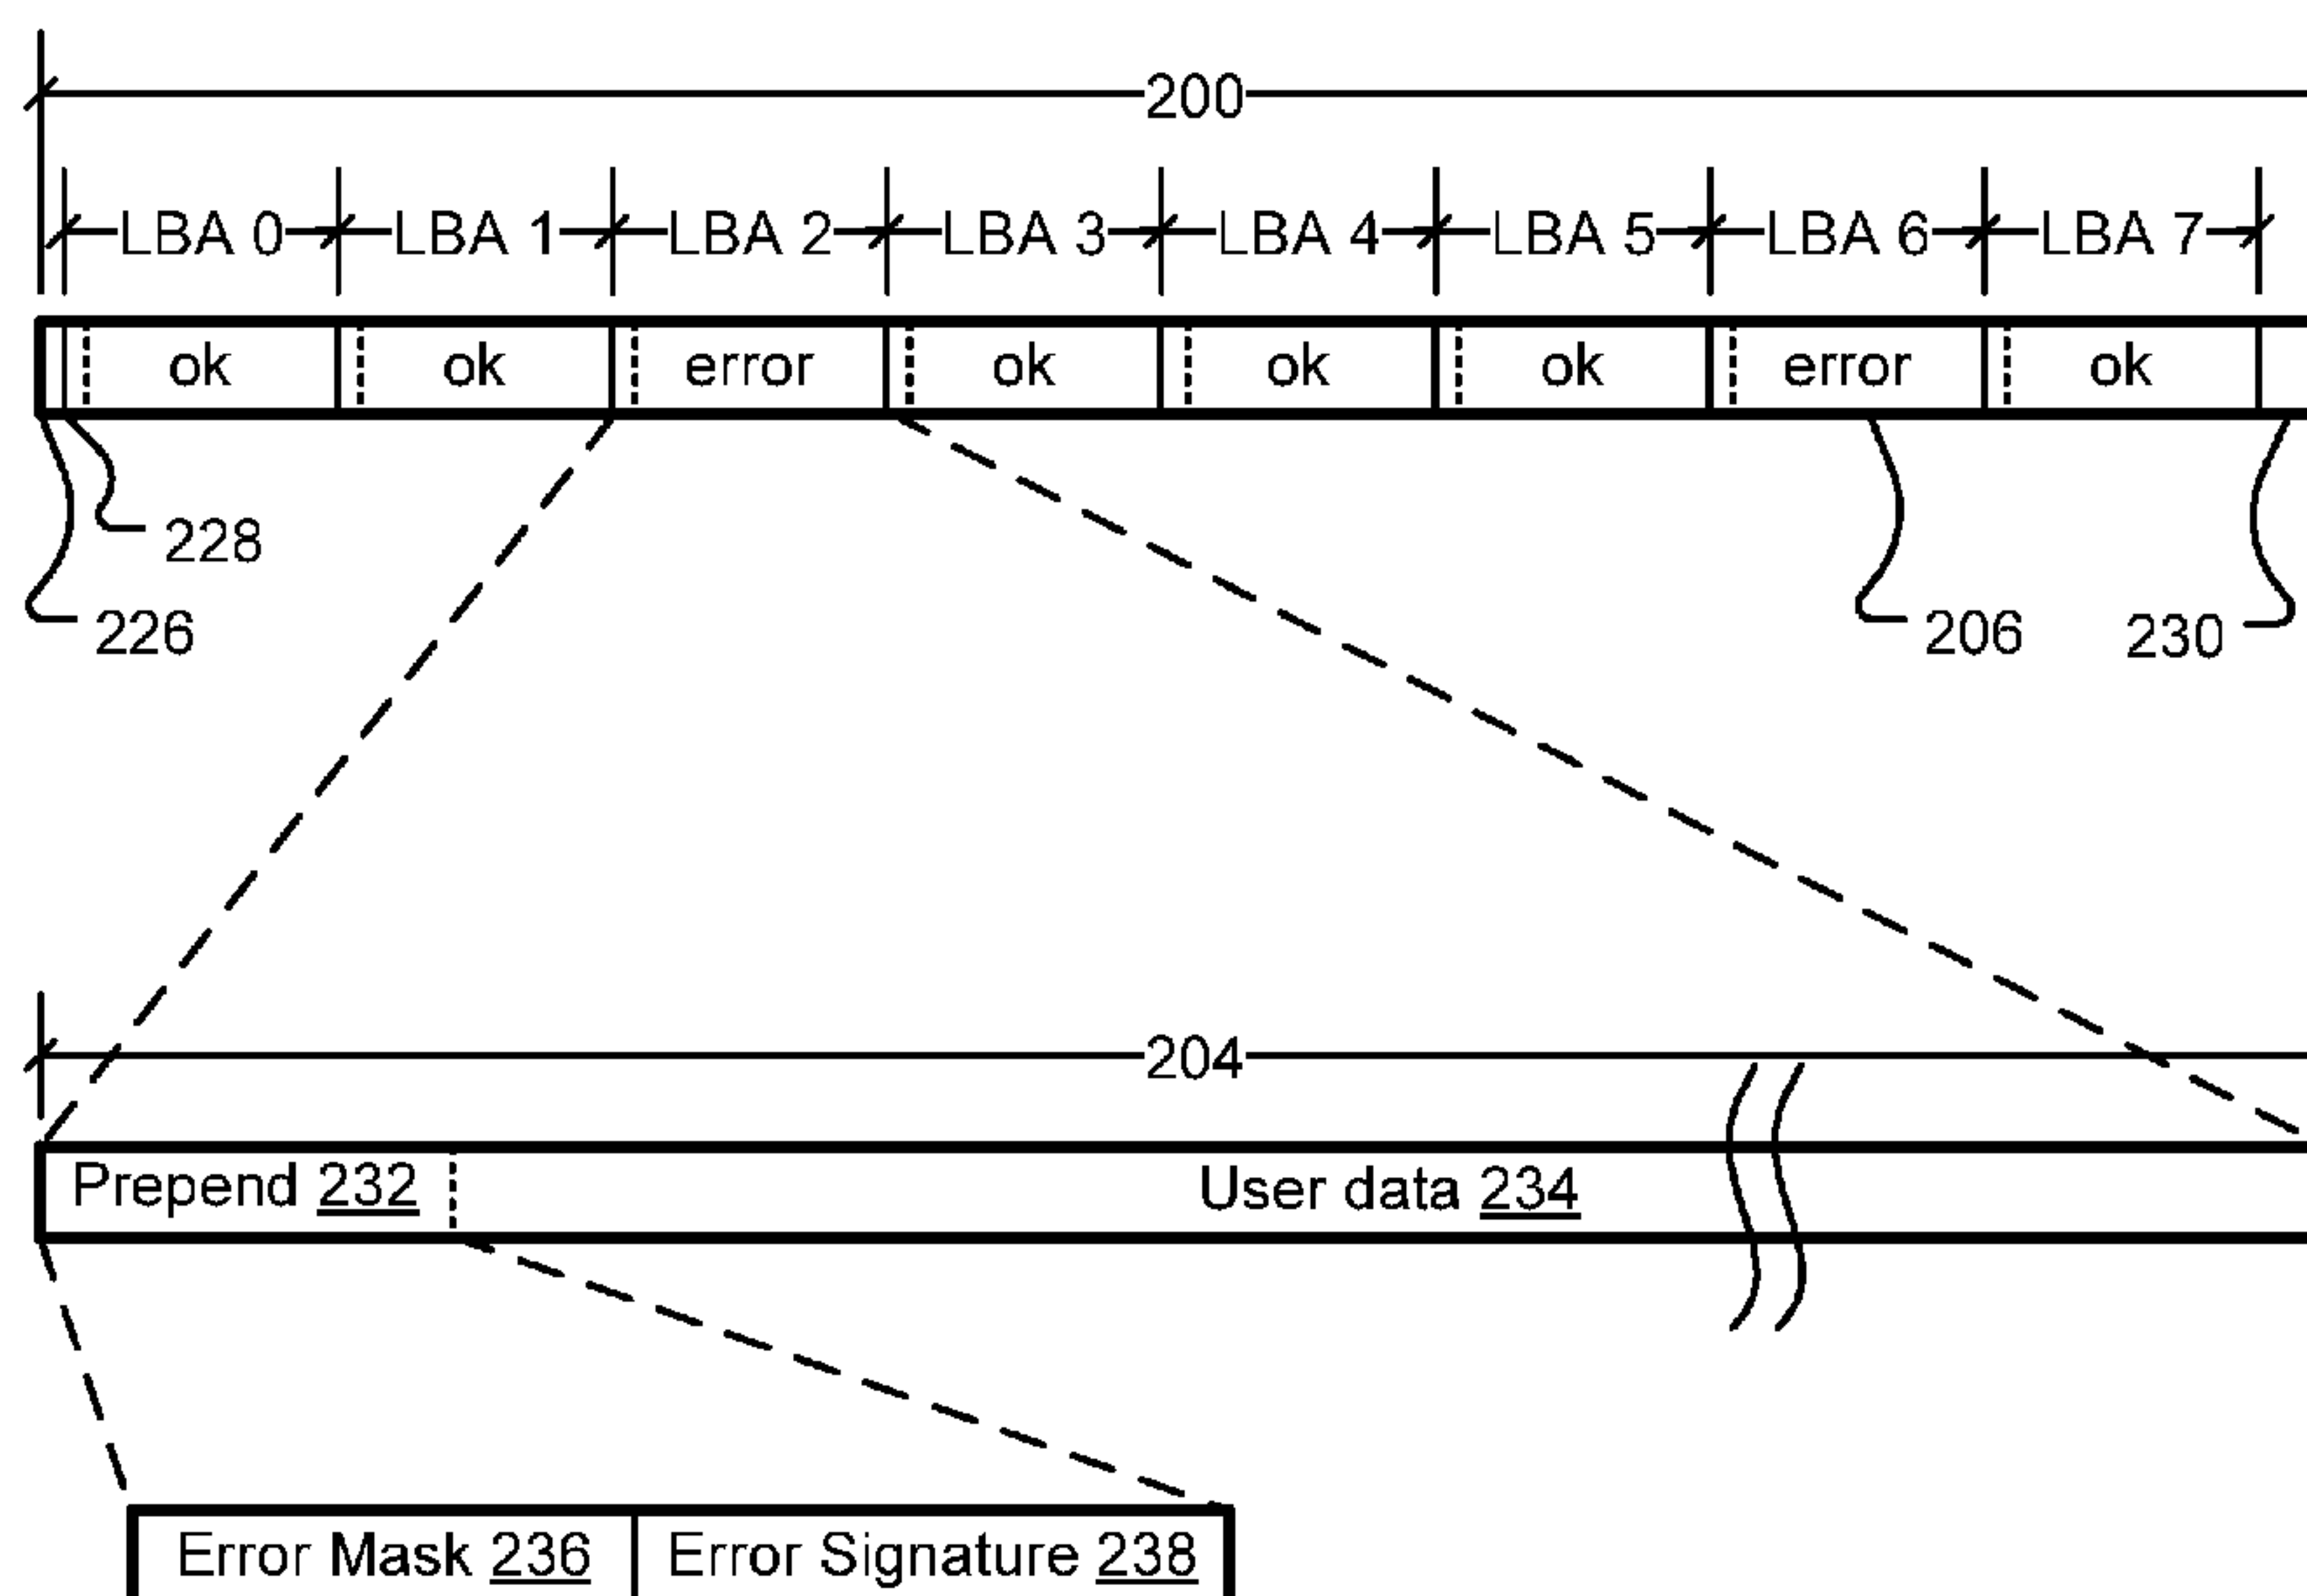 200
LBA 0 LBA 1 LBA 2 LBA 3 LBA 4 LBA 5 LBA 6 LBA 7
ok ok error ok ok ok error ok
228
226 206 230
204
Prepend 232 User data 234
Error Mask 236 Error Signature 238